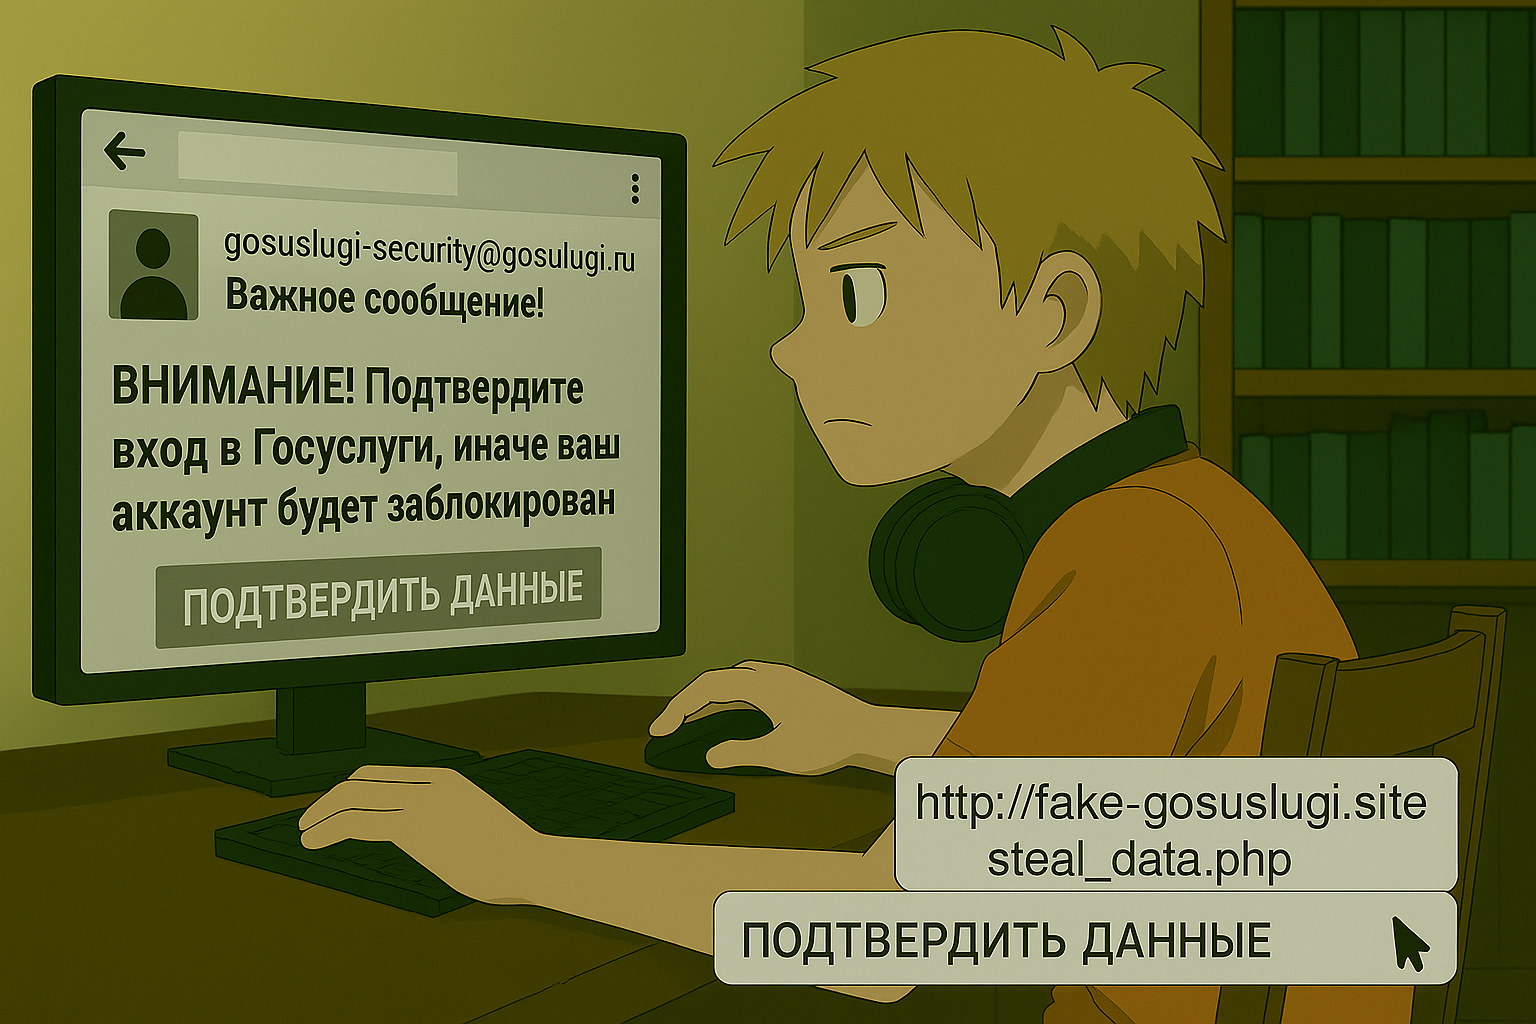 gosuslugi-security@gosulugi.ru
Важное сообщение!
ВНИМАНИЕ! Подтвердите
вход в Госуслуги, иначе ваш
аккаунт будет заблокирован
ПОДТВЕРДИТЬ ДАННЫЕ
http://fake-gosuslugi.site
steal_data.php
ПОДТВЕРДИТЬ ДАННЫЕ